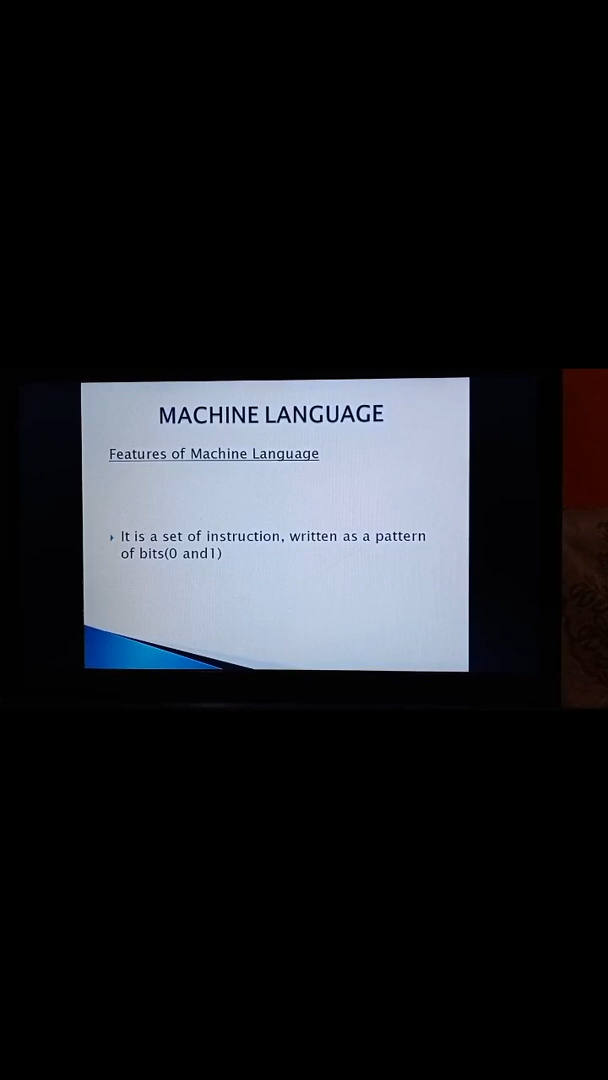 MACHINE LANGUAGE
Features of Machine Language
It is a set of instruction, written as a pattern
of bits(0 and1)